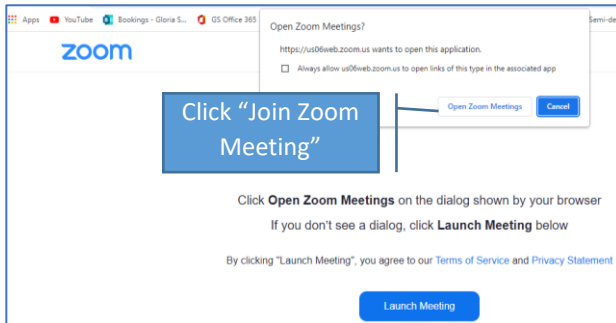 Apps YouTube Bookings - Gloria S... GS Office 365
Open Zoom Meetings?
https://us06web.zoom.us wants to open this application.
Always allow us06web.zoom.us to open links of this type in the associated app
Open Zoom Meetings Cancel
zoom
Click “Join Zoom
Meeting”
Click Open Zoom Meetings on the dialog shown by your browser
If you don't see a dialog, click Launch Meeting below
By clicking "Launch Meeting", you agree to our Terms of Service and Privacy Statement
Launch Meeting